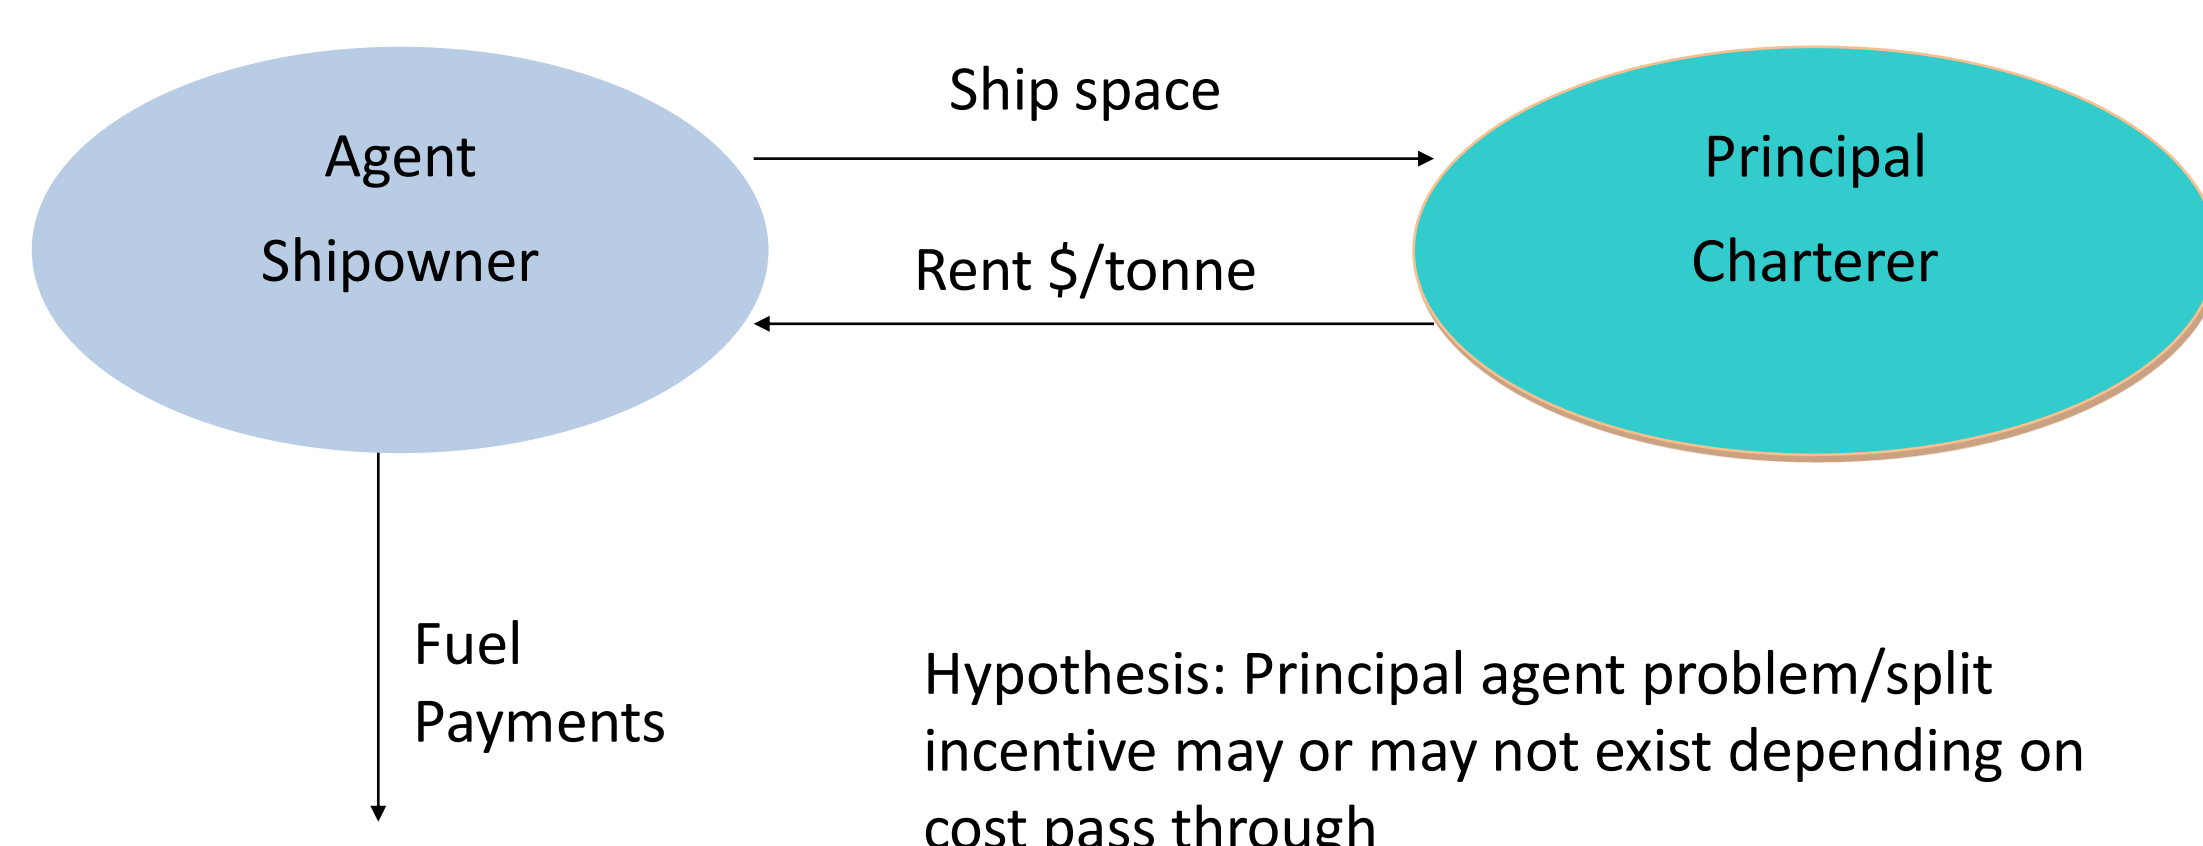 Agent
Shipowner
Ship space
Rent $/tonne
Principal
Charterer
Fuel
Payments
Hypothesis: Principal agent problem/split
incentive may or may not exist depending on
cost pass through